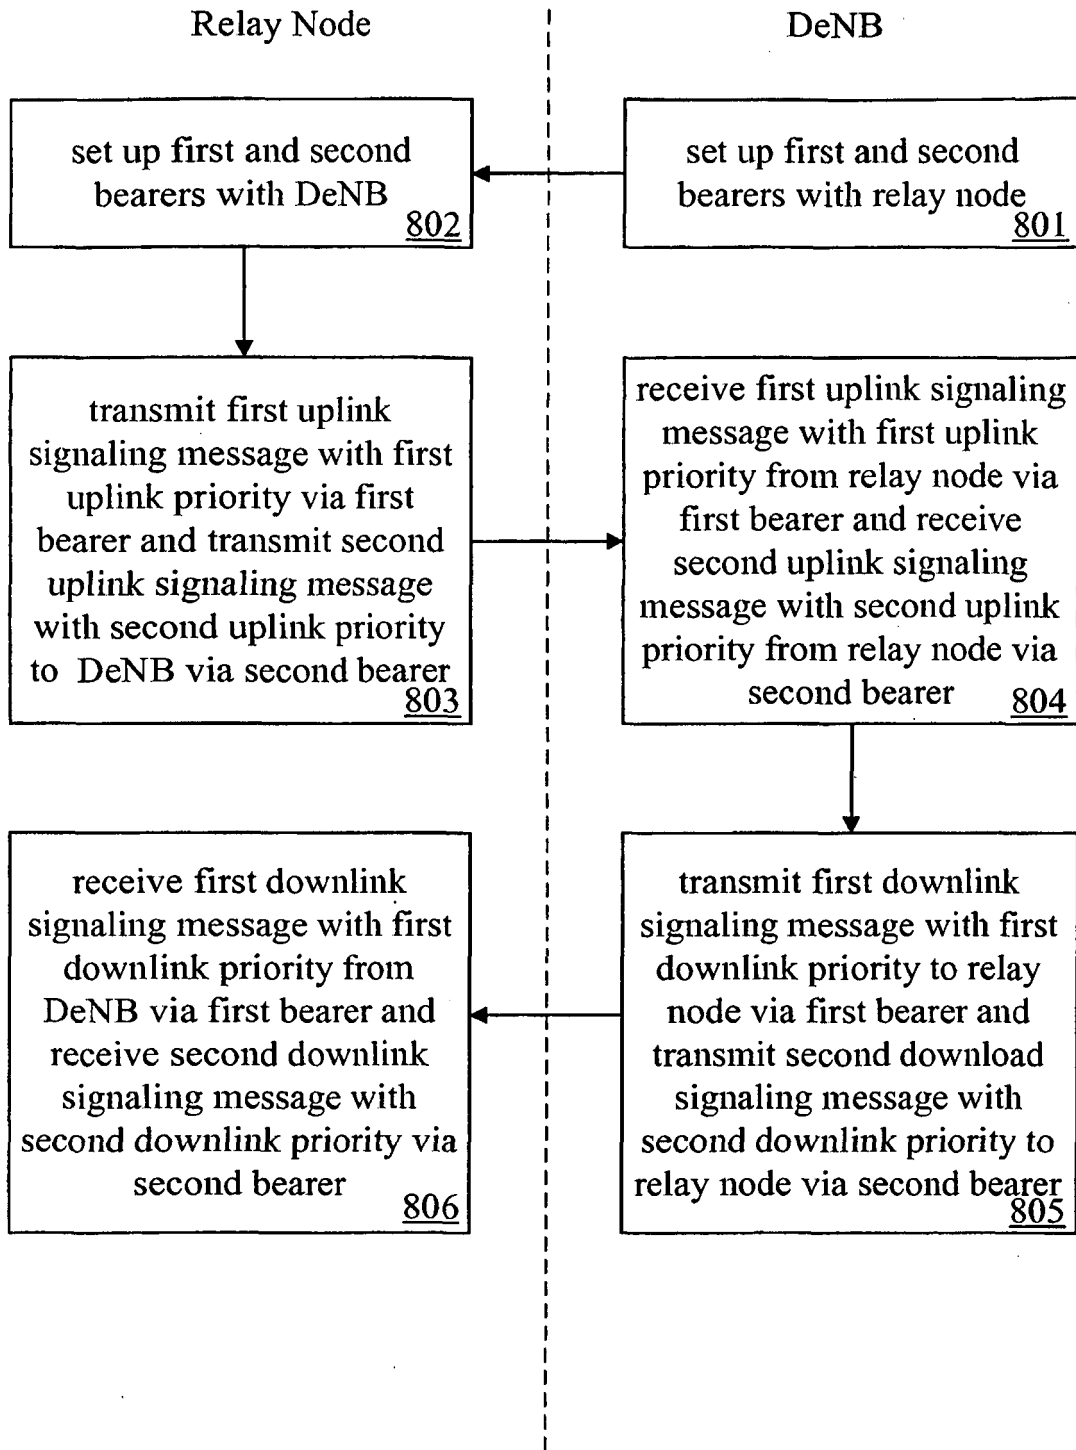 Relay Node
DeNB
set up first and second
bearers with DeNB
802
set up first and second
bearers with relay node
801
transmit first uplink
signaling message with first
uplink priority via first
bearer and transmit second
uplink signaling message
with second uplink priority
to DeNB via second bearer
803
receive first uplink signaling
message with first uplink
priority from relay node via
first bearer and receive
second uplink signaling
message with second uplink
priority from relay node via
second bearer
804
receive first downlink
signaling message with first
downlink priority from
DeNB via first bearer and
receive second downlink
signaling message with
second downlink priority via
second bearer
806
transmit first downlink
signaling message with first
downlink priority to relay
node via first bearer and
transmit second download
signaling message with
second downlink priority to
relay node via second bearer
805